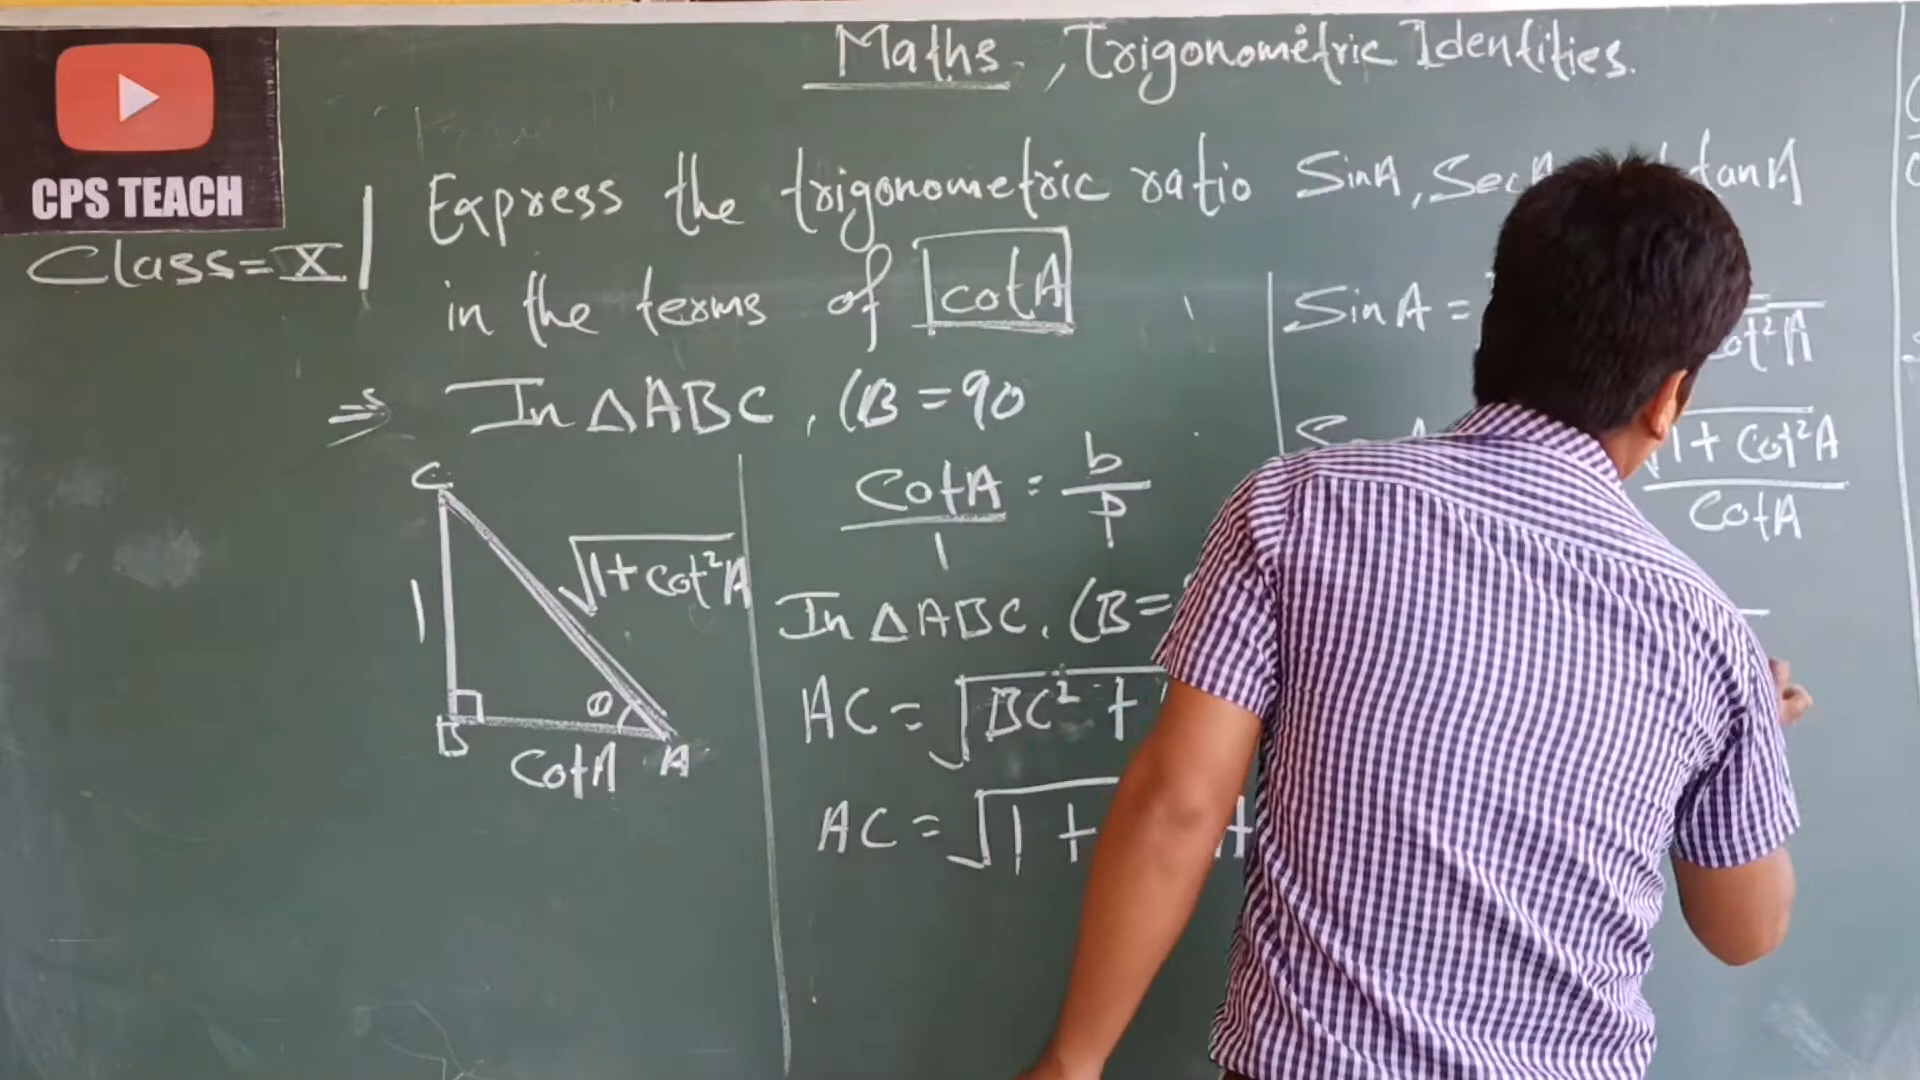 Maths, Trigonometric Identities.
CPS TEACH
Class = X
Express the trigonometric ratio SinA, Sec tanA
in the terms of cotA
⇒ In △ABC, ∠B = 90
C
1
√1 + cot²A
B
θ
CotA A
CotA/1 = b/P
In △ABC. ∠B =
AC = √BC² +
AC = √1 +
SinA = cot²A
√1 + Cot²A / CotA